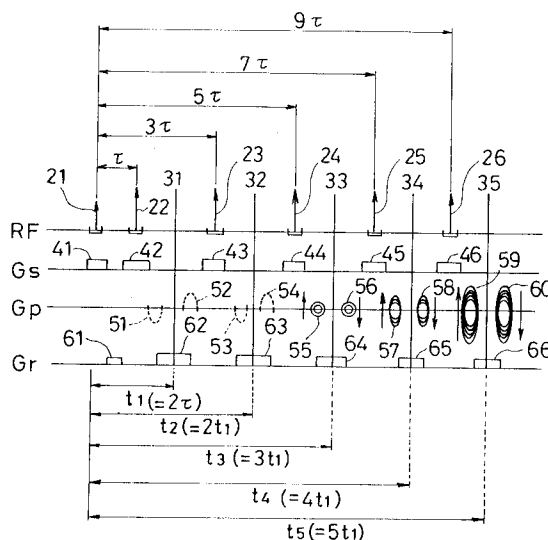 9τ
7τ
5τ
3τ
τ
21 22 31 23 32 24 33 25 34 26 35
RF
41 42 43 44 45 46 59
Gs
52 54 56 58 60
Gp
51 53 55 57
61 62 63 64 65 66
Gr
t1 (=2τ)
t2 (=2t1)
t3 (=3t1)
t4 (=4t1)
t5 (=5t1)